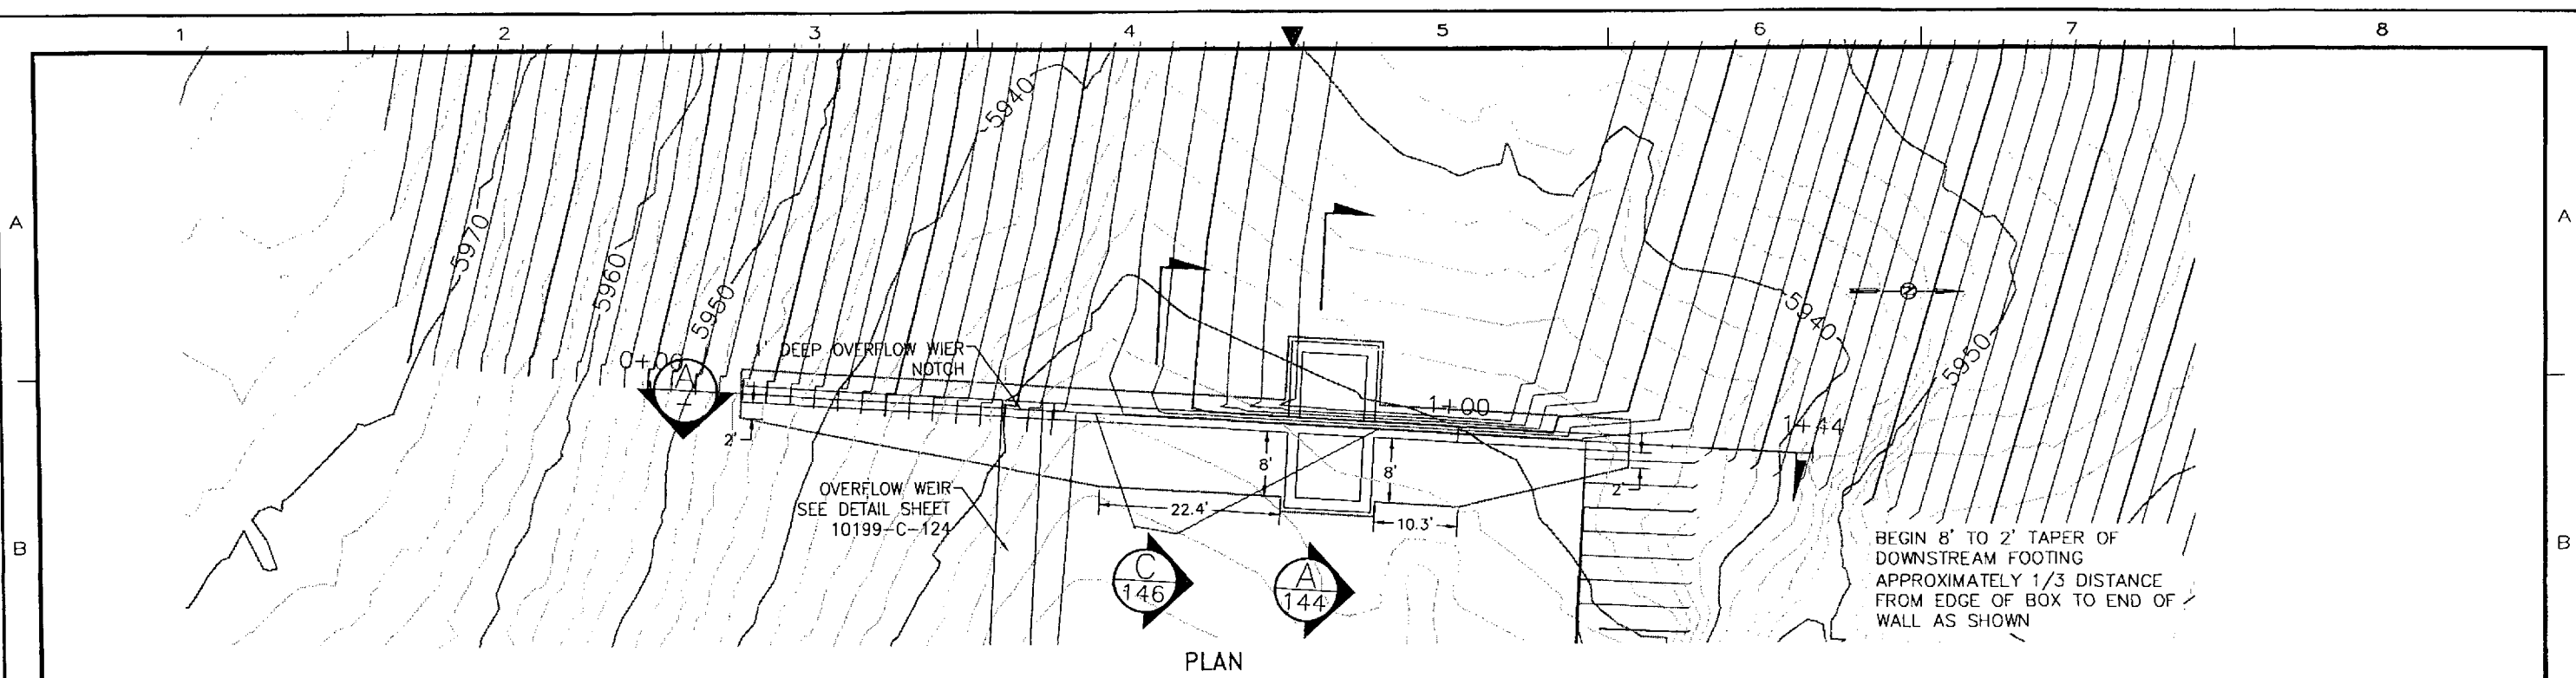 1 2 3 4 5 6 7 8
A
A
B
B
5970
5960
5950
5940
5940
5950
0+06
A
-
1' DEEP OVERFLOW WIER
NOTCH
1+00
1+44
2'
8'
8'
2'
22.4'
10.3'
OVERFLOW WEIR
SEE DETAIL SHEET
10199-C-124
C
146
A
144
BEGIN 8' TO 2' TAPER OF
DOWNSTREAM FOOTING
APPROXIMATELY 1/3 DISTANCE
FROM EDGE OF BOX TO END OF
WALL AS SHOWN
PLAN